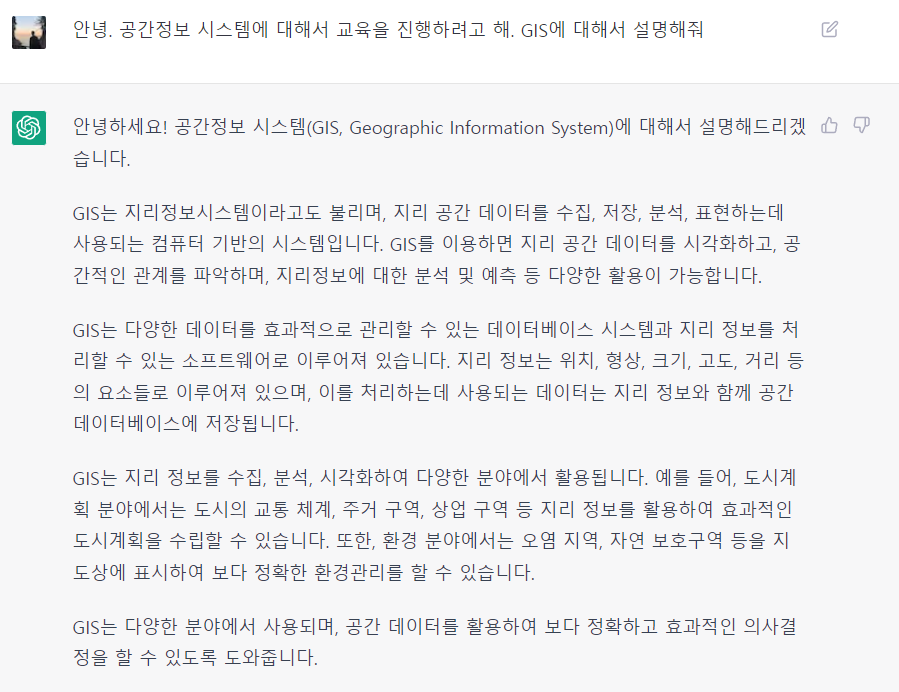 안녕. 공간정보 시스템에 대해서 교육을 진행하려고 해. GIS에 대해서 설명해줘
안녕하세요! 공간정보 시스템(GIS, Geographic Information System)에 대해서 설명해드리겠
습니다.
GIS는 지리정보시스템이라고도 불리며, 지리 공간 데이터를 수집, 저장, 분석, 표현하는데
사용되는 컴퓨터 기반의 시스템입니다. GIS를 이용하면 지리 공간 데이터를 시각화하고, 공
간적인 관계를 파악하며, 지리정보에 대한 분석 및 예측 등 다양한 활용이 가능합니다.
GIS는 다양한 데이터를 효과적으로 관리할 수 있는 데이터베이스 시스템과 지리 정보를 처
리할 수 있는 소프트웨어로 이루어져 있습니다. 지리 정보는 위치, 형상, 크기, 고도, 거리 등
의 요소들로 이루어져 있으며, 이를 처리하는데 사용되는 데이터는 지리 정보와 함께 공간
데이터베이스에 저장됩니다.
GIS는 지리 정보를 수집, 분석, 시각화하여 다양한 분야에서 활용됩니다. 예를 들어, 도시계
획 분야에서는 도시의 교통 체계, 주거 구역, 상업 구역 등 지리 정보를 활용하여 효과적인
도시계획을 수립할 수 있습니다. 또한, 환경 분야에서는 오염 지역, 자연 보호구역 등을 지
도상에 표시하여 보다 정확한 환경관리를 할 수 있습니다.
GIS는 다양한 분야에서 사용되며, 공간 데이터를 활용하여 보다 정확하고 효과적인 의사결
정을 할 수 있도록 도와줍니다.